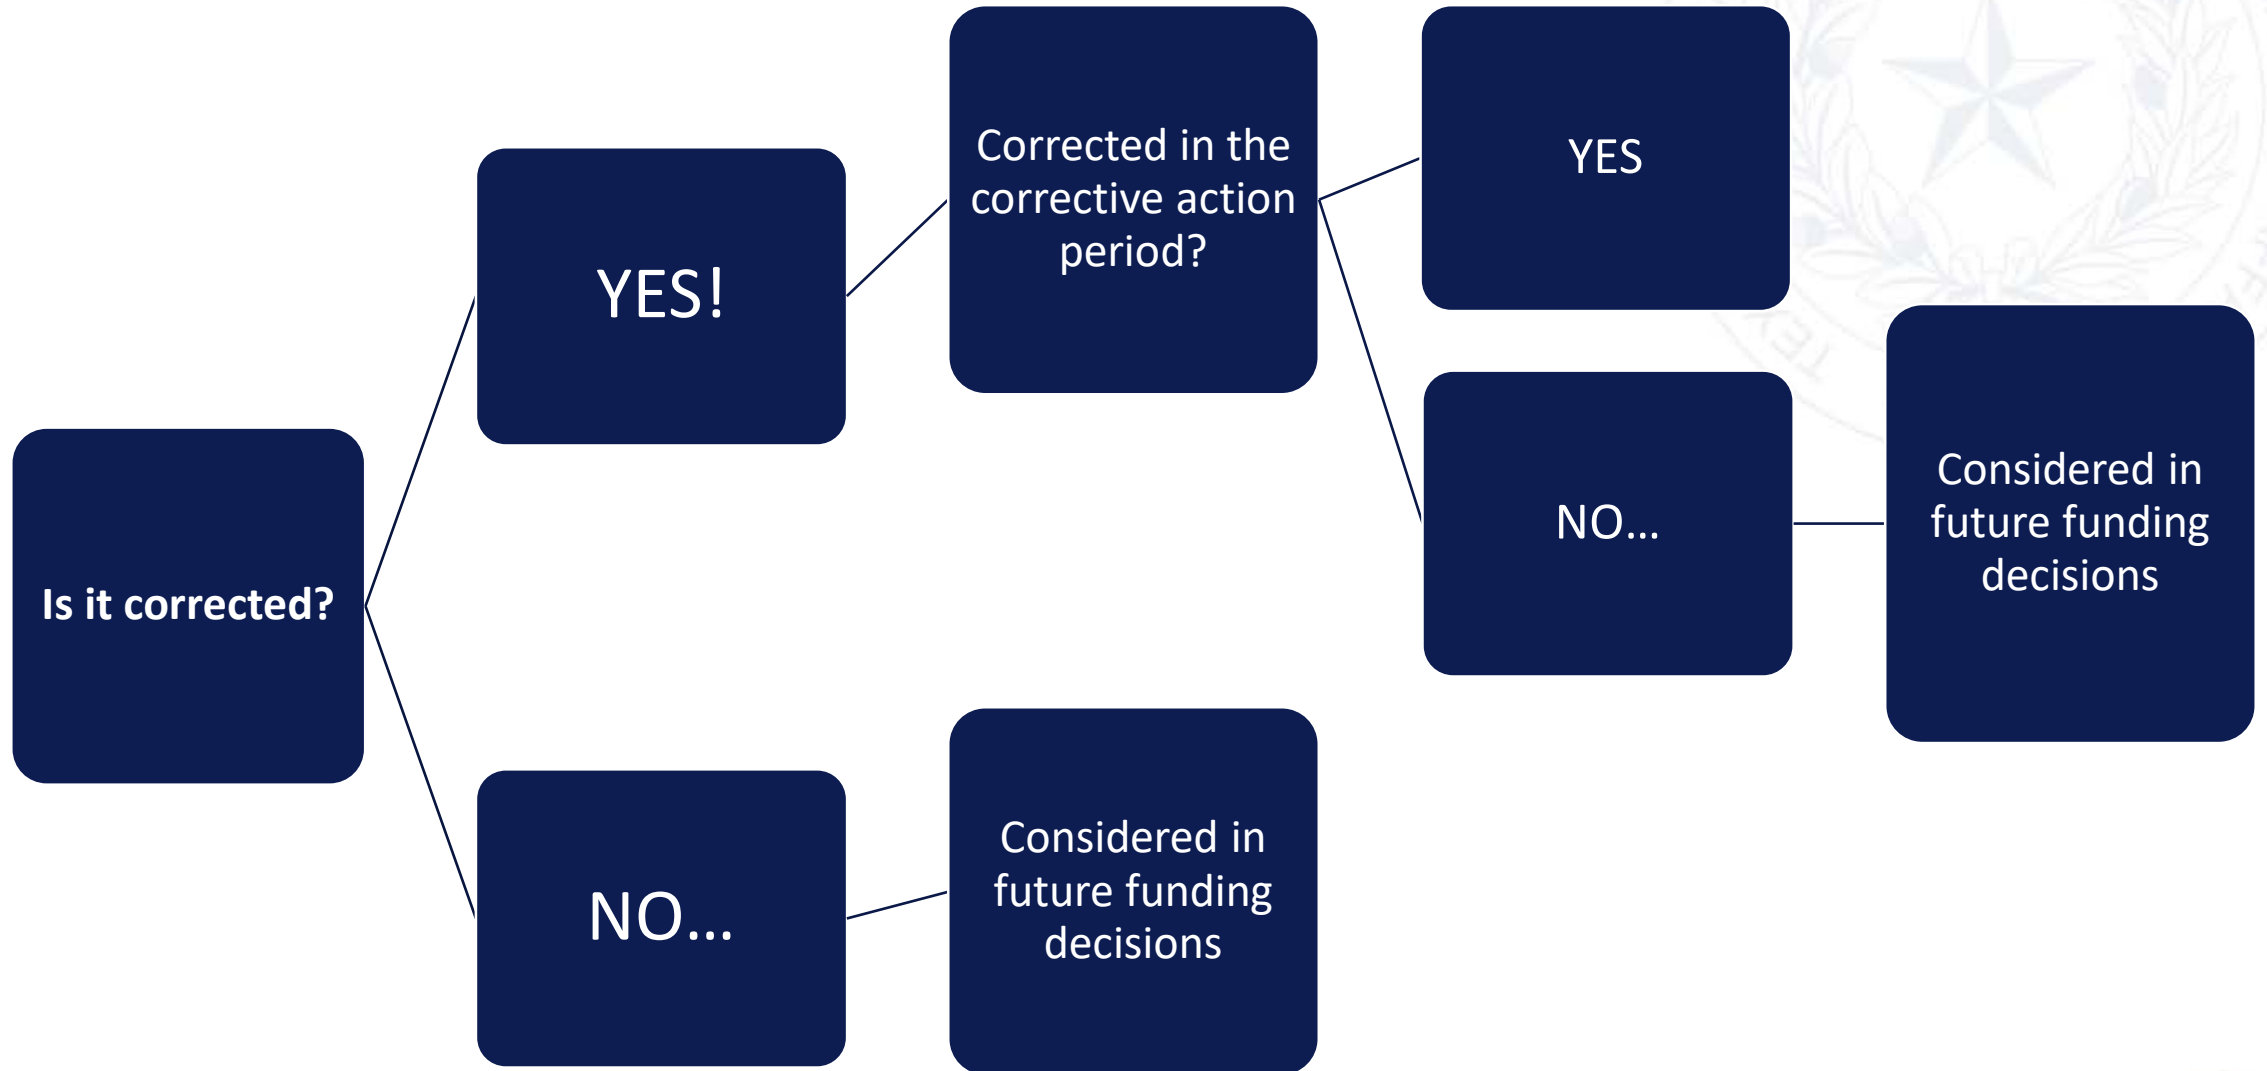 Is it corrected?
YES!
NO...
Corrected in the
corrective action
period?
Considered in
future funding
decisions
YES
NO...
Considered in
future funding
decisions